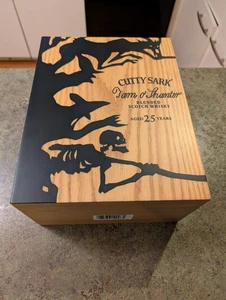 CUTTY SARK
Tam o' Shanter
BLENDED
SCOTCH WHISKY
AGED 25 YEARS